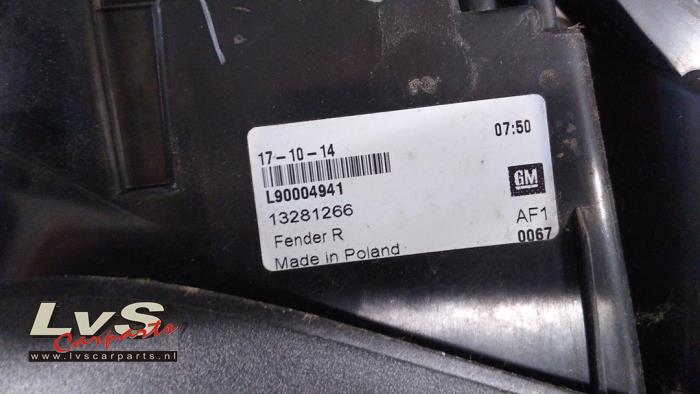 17-10-14 07:50
L90004941 GM
13281266 AF1
Fender R 0067
Made in Poland
LvS
Carparts
www.lvscarparts.nl